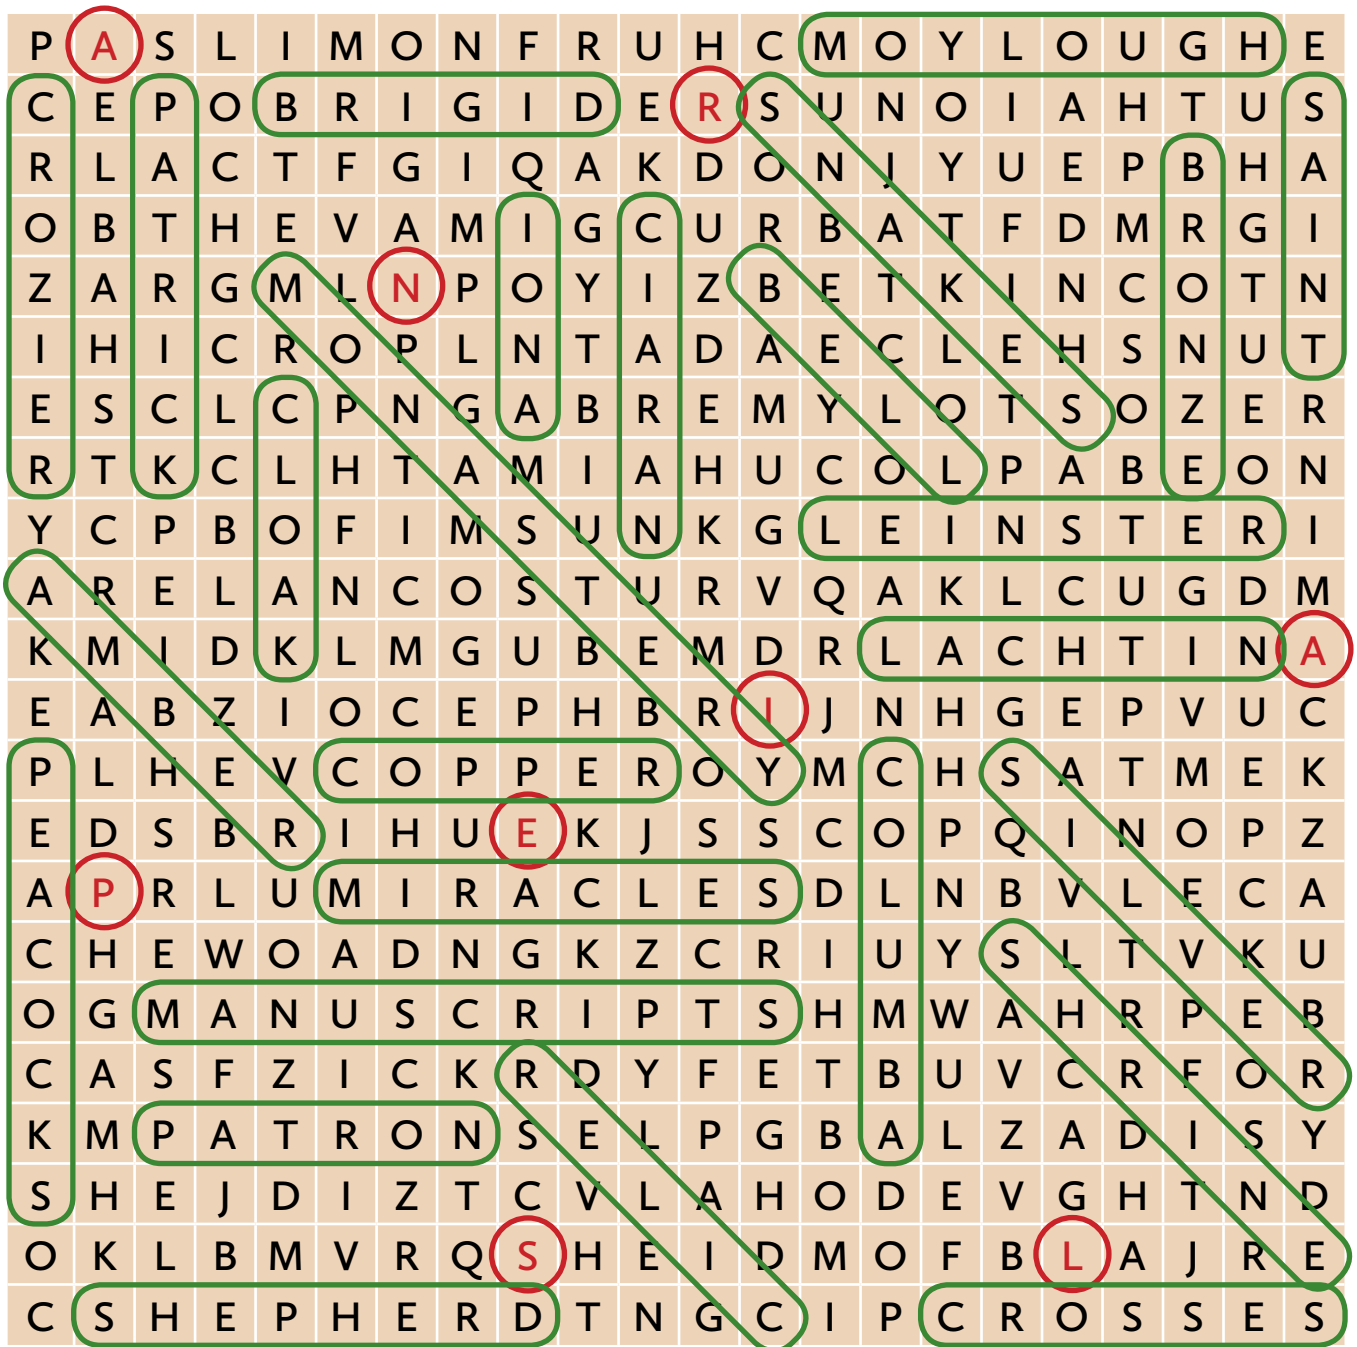 P A S L I M O N F R U H C M O Y L O U G H E
C E P O B R I G I D E R S U N O I A H T U S
R L A C T F G I Q A K D O N J Y U E P B H A
O B T H E V A M I G C U R B A T F D M R G I
Z A R G M L N P O Y I Z B E T K I N C O T N
I H I C R O P L N T A D A E C L E H S N U T
E S C L C P N G A B R E M Y L O T S O Z E R
R T K C L H T A M I A H U C O L P A B E O N
Y C P B O F I M S U N K G L E I N S T E R I
A R E L A N C O S T U R V Q A K L C U G D M
K M I D K L M G U B E M D R L A C H T I N A
E A B Z I O C E P H B R I J N H G E P V U C
P L H E V C O P P E R O Y M C H S A T M E K
E D S B R I H U E K J S S C O P Q I N O P Z
A P R L U M I R A C L E S D L N B V L E C A
C H E W O A D N G K Z C R I U Y S L T V K U
O G M A N U S C R I P T S H M W A H R P E B
C A S F Z I C K R D Y F E T B U V C R F O R
K M P A T R O N S E L P G B A L Z A D I S Y
S H E J D I Z T C V L A H O D E V G H T N D
O K L B M V R Q S H E I D M O F B L A J R E
C S H E P H E R D T N G C I P C R O S S E S